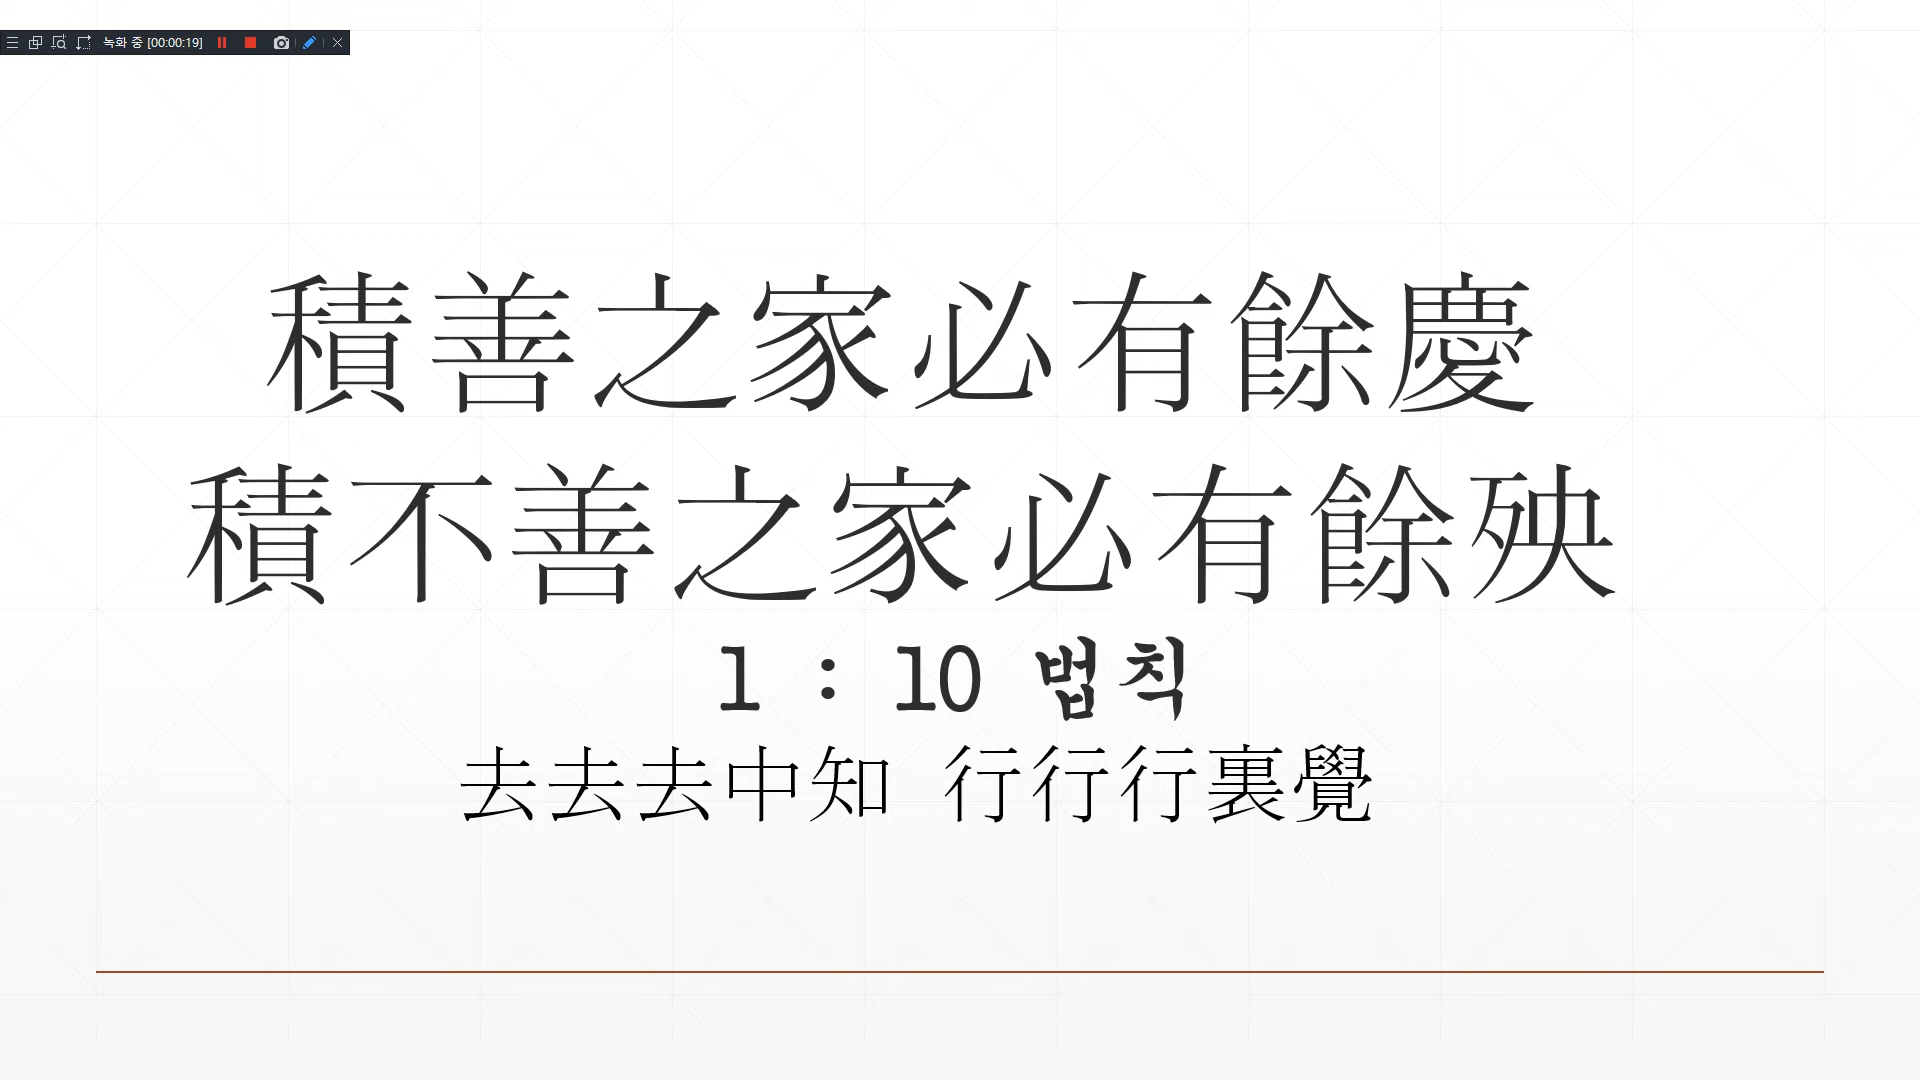 녹화 중 [00:00:19]
積善之家必有餘慶
積不善之家必有餘殃
1 : 10 법칙
去去去中知 行行行裏覺